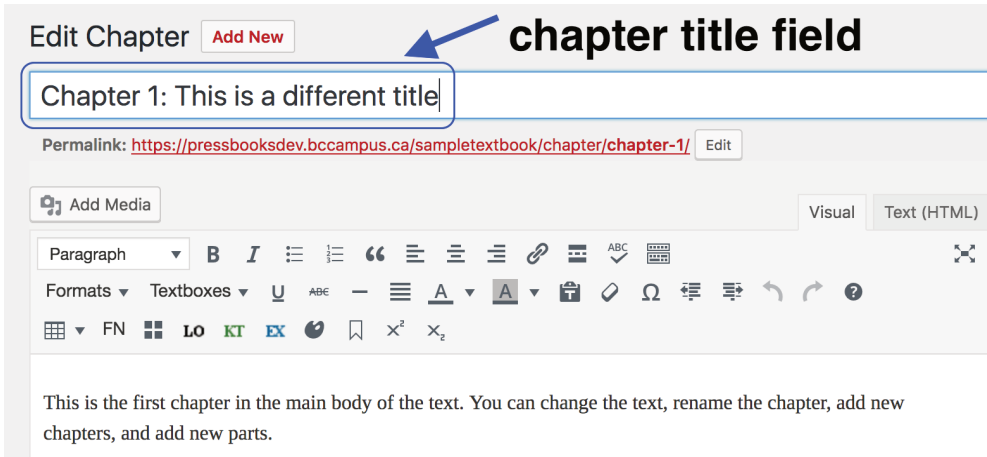 Edit Chapter Add New chapter title field
Chapter 1: This is a different title
Permalink: https://pressbooksdev.bccampus.ca/sampletextbook/chapter/chapter-1/ Edit
Add Media
Visual Text (HTML)
Paragraph B I 1 2 3 “ ABC
Formats Textboxes U ABC A A Ω ?
FN LO KT EX x² x₂
This is the first chapter in the main body of the text. You can change the text, rename the chapter, add new
chapters, and add new parts.